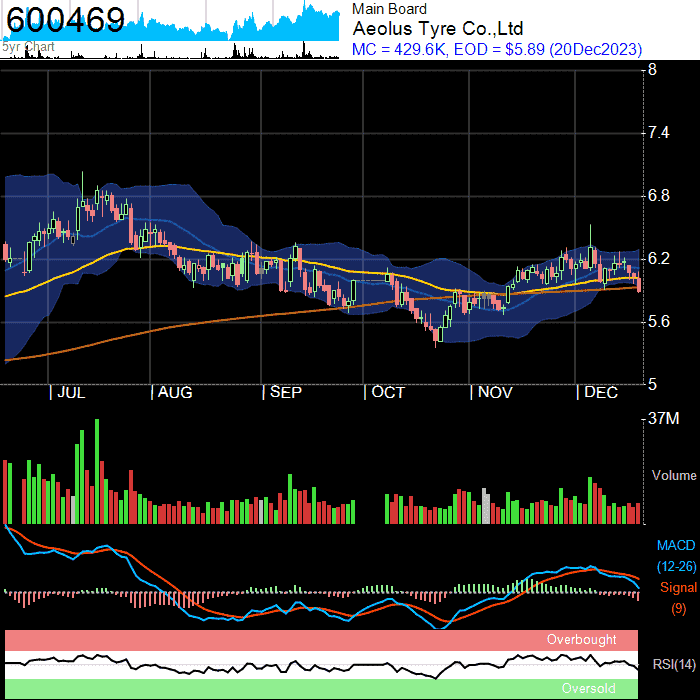 600469
5yr Chart
Main Board
Aeolus Tyre Co.,Ltd
MC = 429.6K, EOD = $5.89 (20Dec2023)
8
7.4
6.8
6.2
5.6
5
| JUL | AUG | SEP | OCT | NOV | DEC
37M
Volume
MACD
(12-26)
Signal
(9)
Overbought
RSI(14)
Oversold